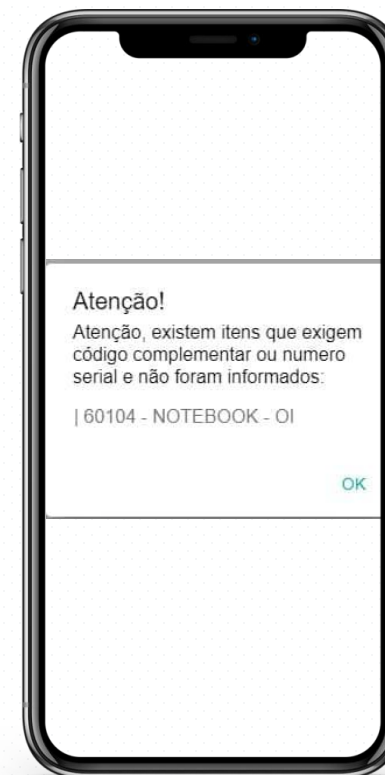 Atenção!
Atenção, existem itens que exigem
código complementar ou numero
serial e não foram informados:
| 60104 - NOTEBOOK - OI
OK